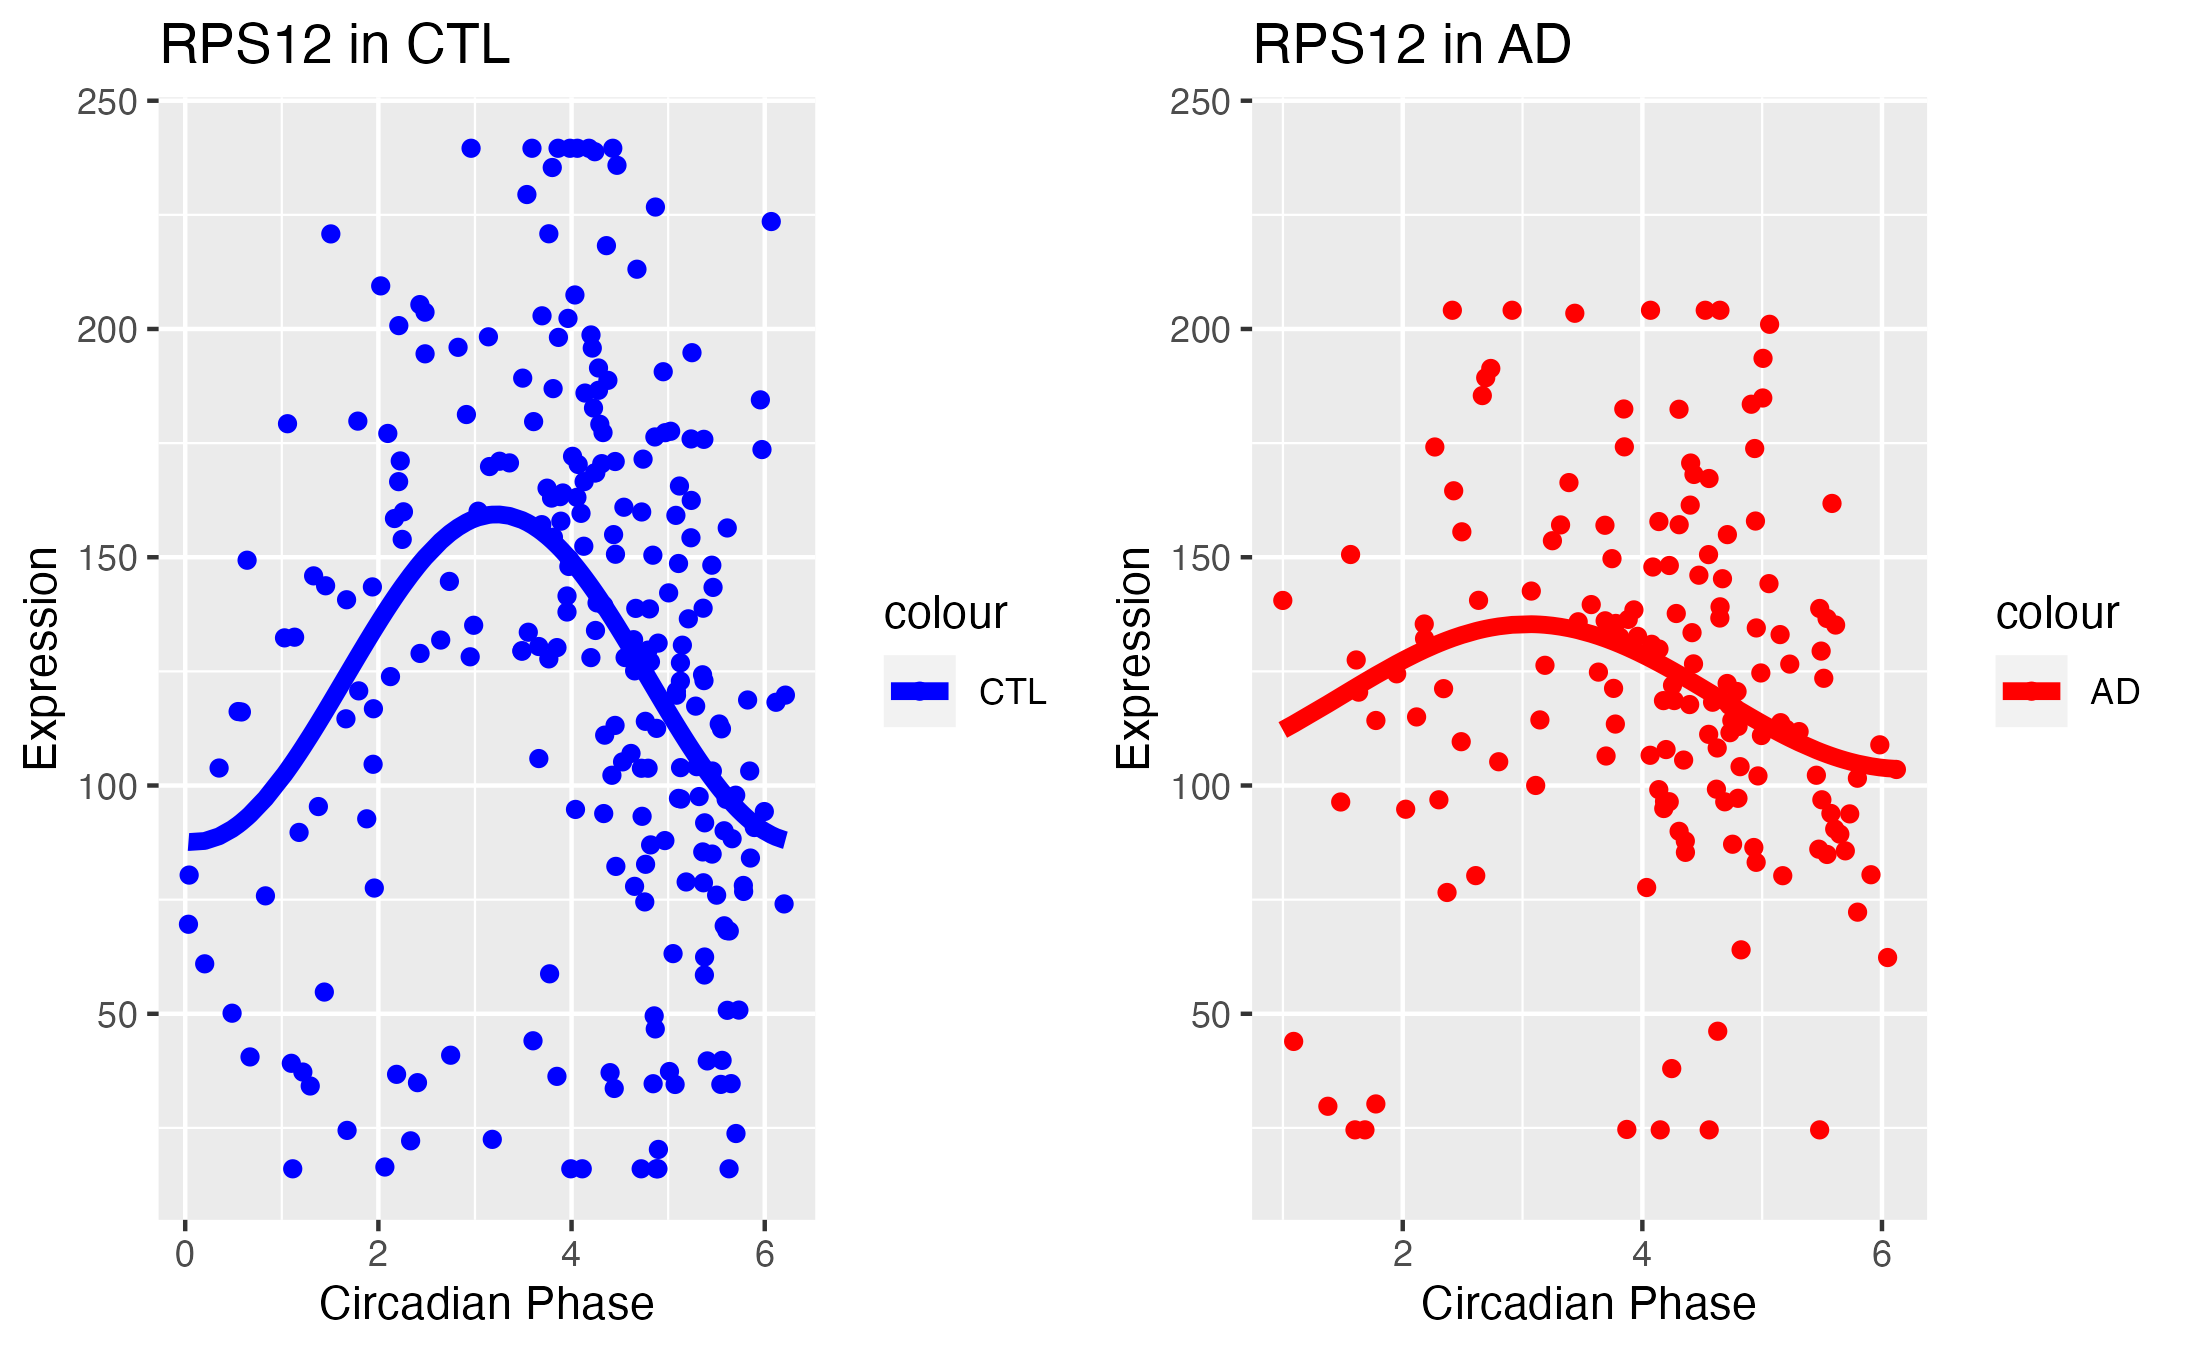 RPS12 in CTL
250
200
150
100
50
Expression
0 2 4 6
Circadian Phase
colour
CTL
RPS12 in AD
250
200
150
100
50
Expression
2 4 6
Circadian Phase
colour
AD